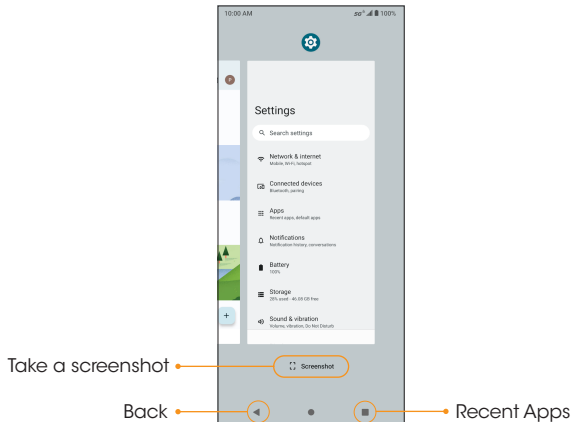 10:00 AM 5G+ 100%
P
Settings
Search settings
Network & internet
Mobile, Wi-Fi, hotspot
Connected devices
Bluetooth, pairing
Apps
Recent apps, default apps
Notifications
Notification history, conversations
Battery
100%
Storage
28% used - 46.08 GB free
Sound & vibration
Volume, vibration, Do Not Disturb
Take a screenshot
Screenshot
Back
Recent Apps